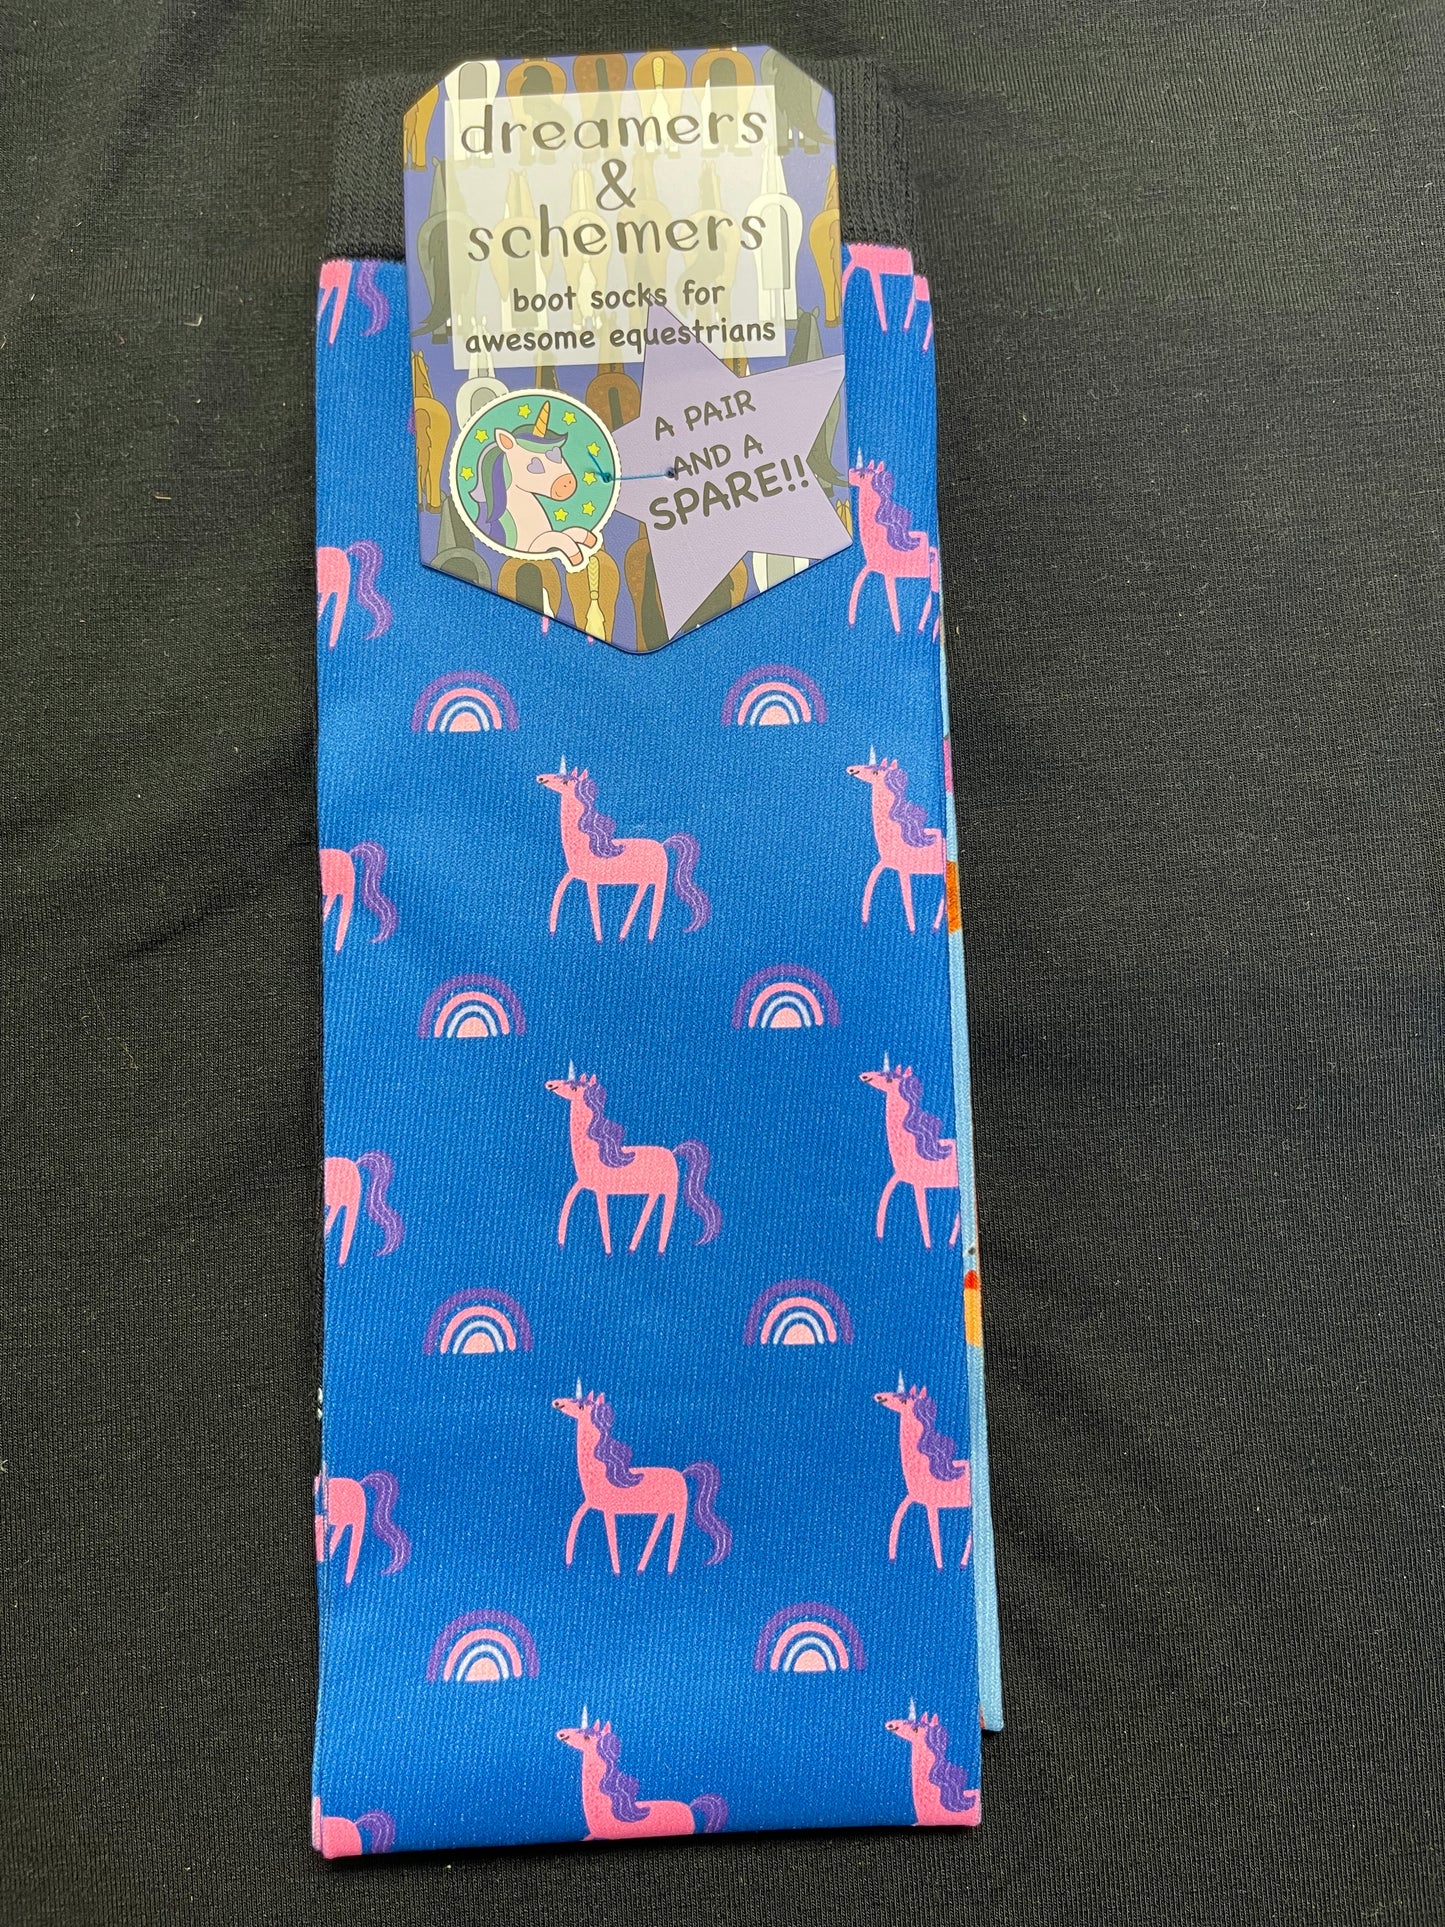 dreamers
&
schemers
boot socks for
awesome equestrians
A PAIR
AND A
SPARE!!